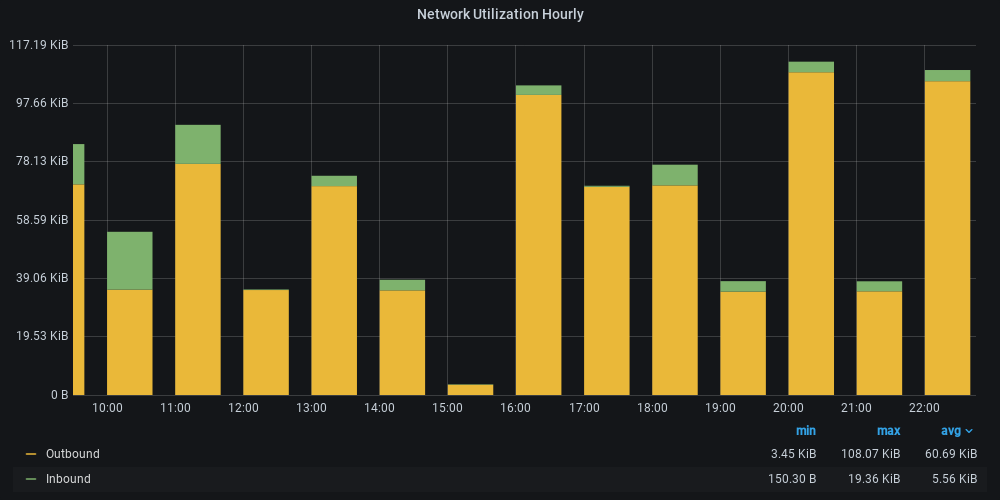 Network Utilization Hourly
117.19 KiB
97.66 KiB
78.13 KiB
58.59 KiB
39.06 KiB
19.53 KiB
0 B
10:00 11:00 12:00 13:00 14:00 15:00 16:00 17:00 18:00 19:00 20:00 21:00 22:00
min max avg
Outbound 3.45 KiB 108.07 KiB 60.69 KiB
Inbound 150.30 B 19.36 KiB 5.56 KiB